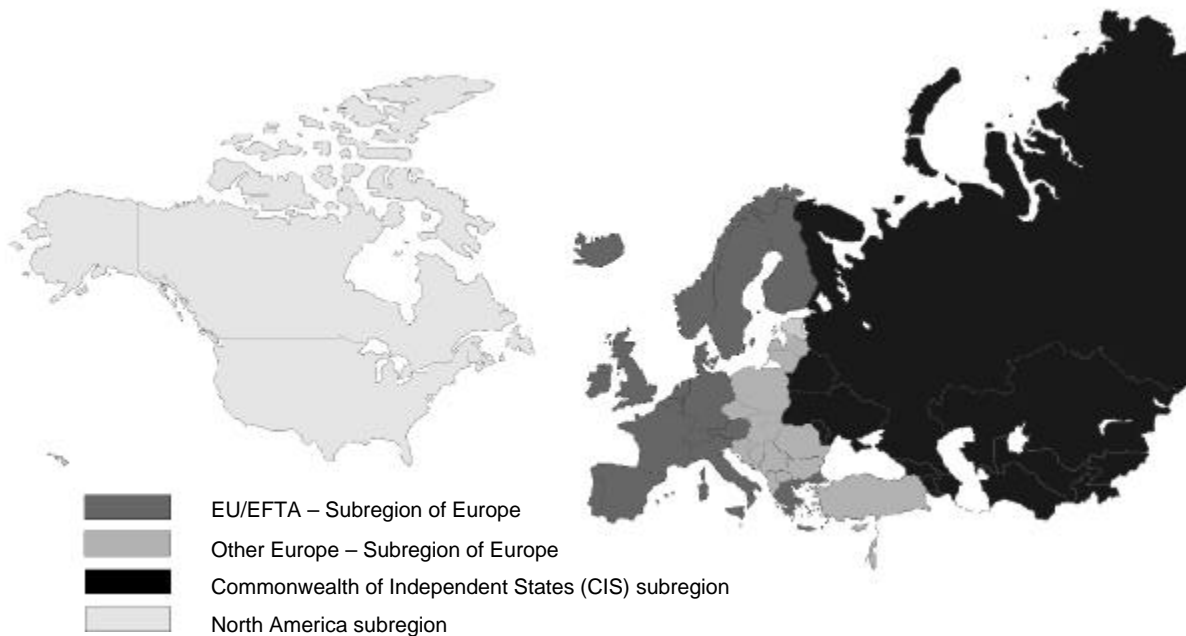 EU/EFTA – Subregion of Europe
Other Europe – Subregion of Europe
Commonwealth of Independent States (CIS) subregion
North America subregion